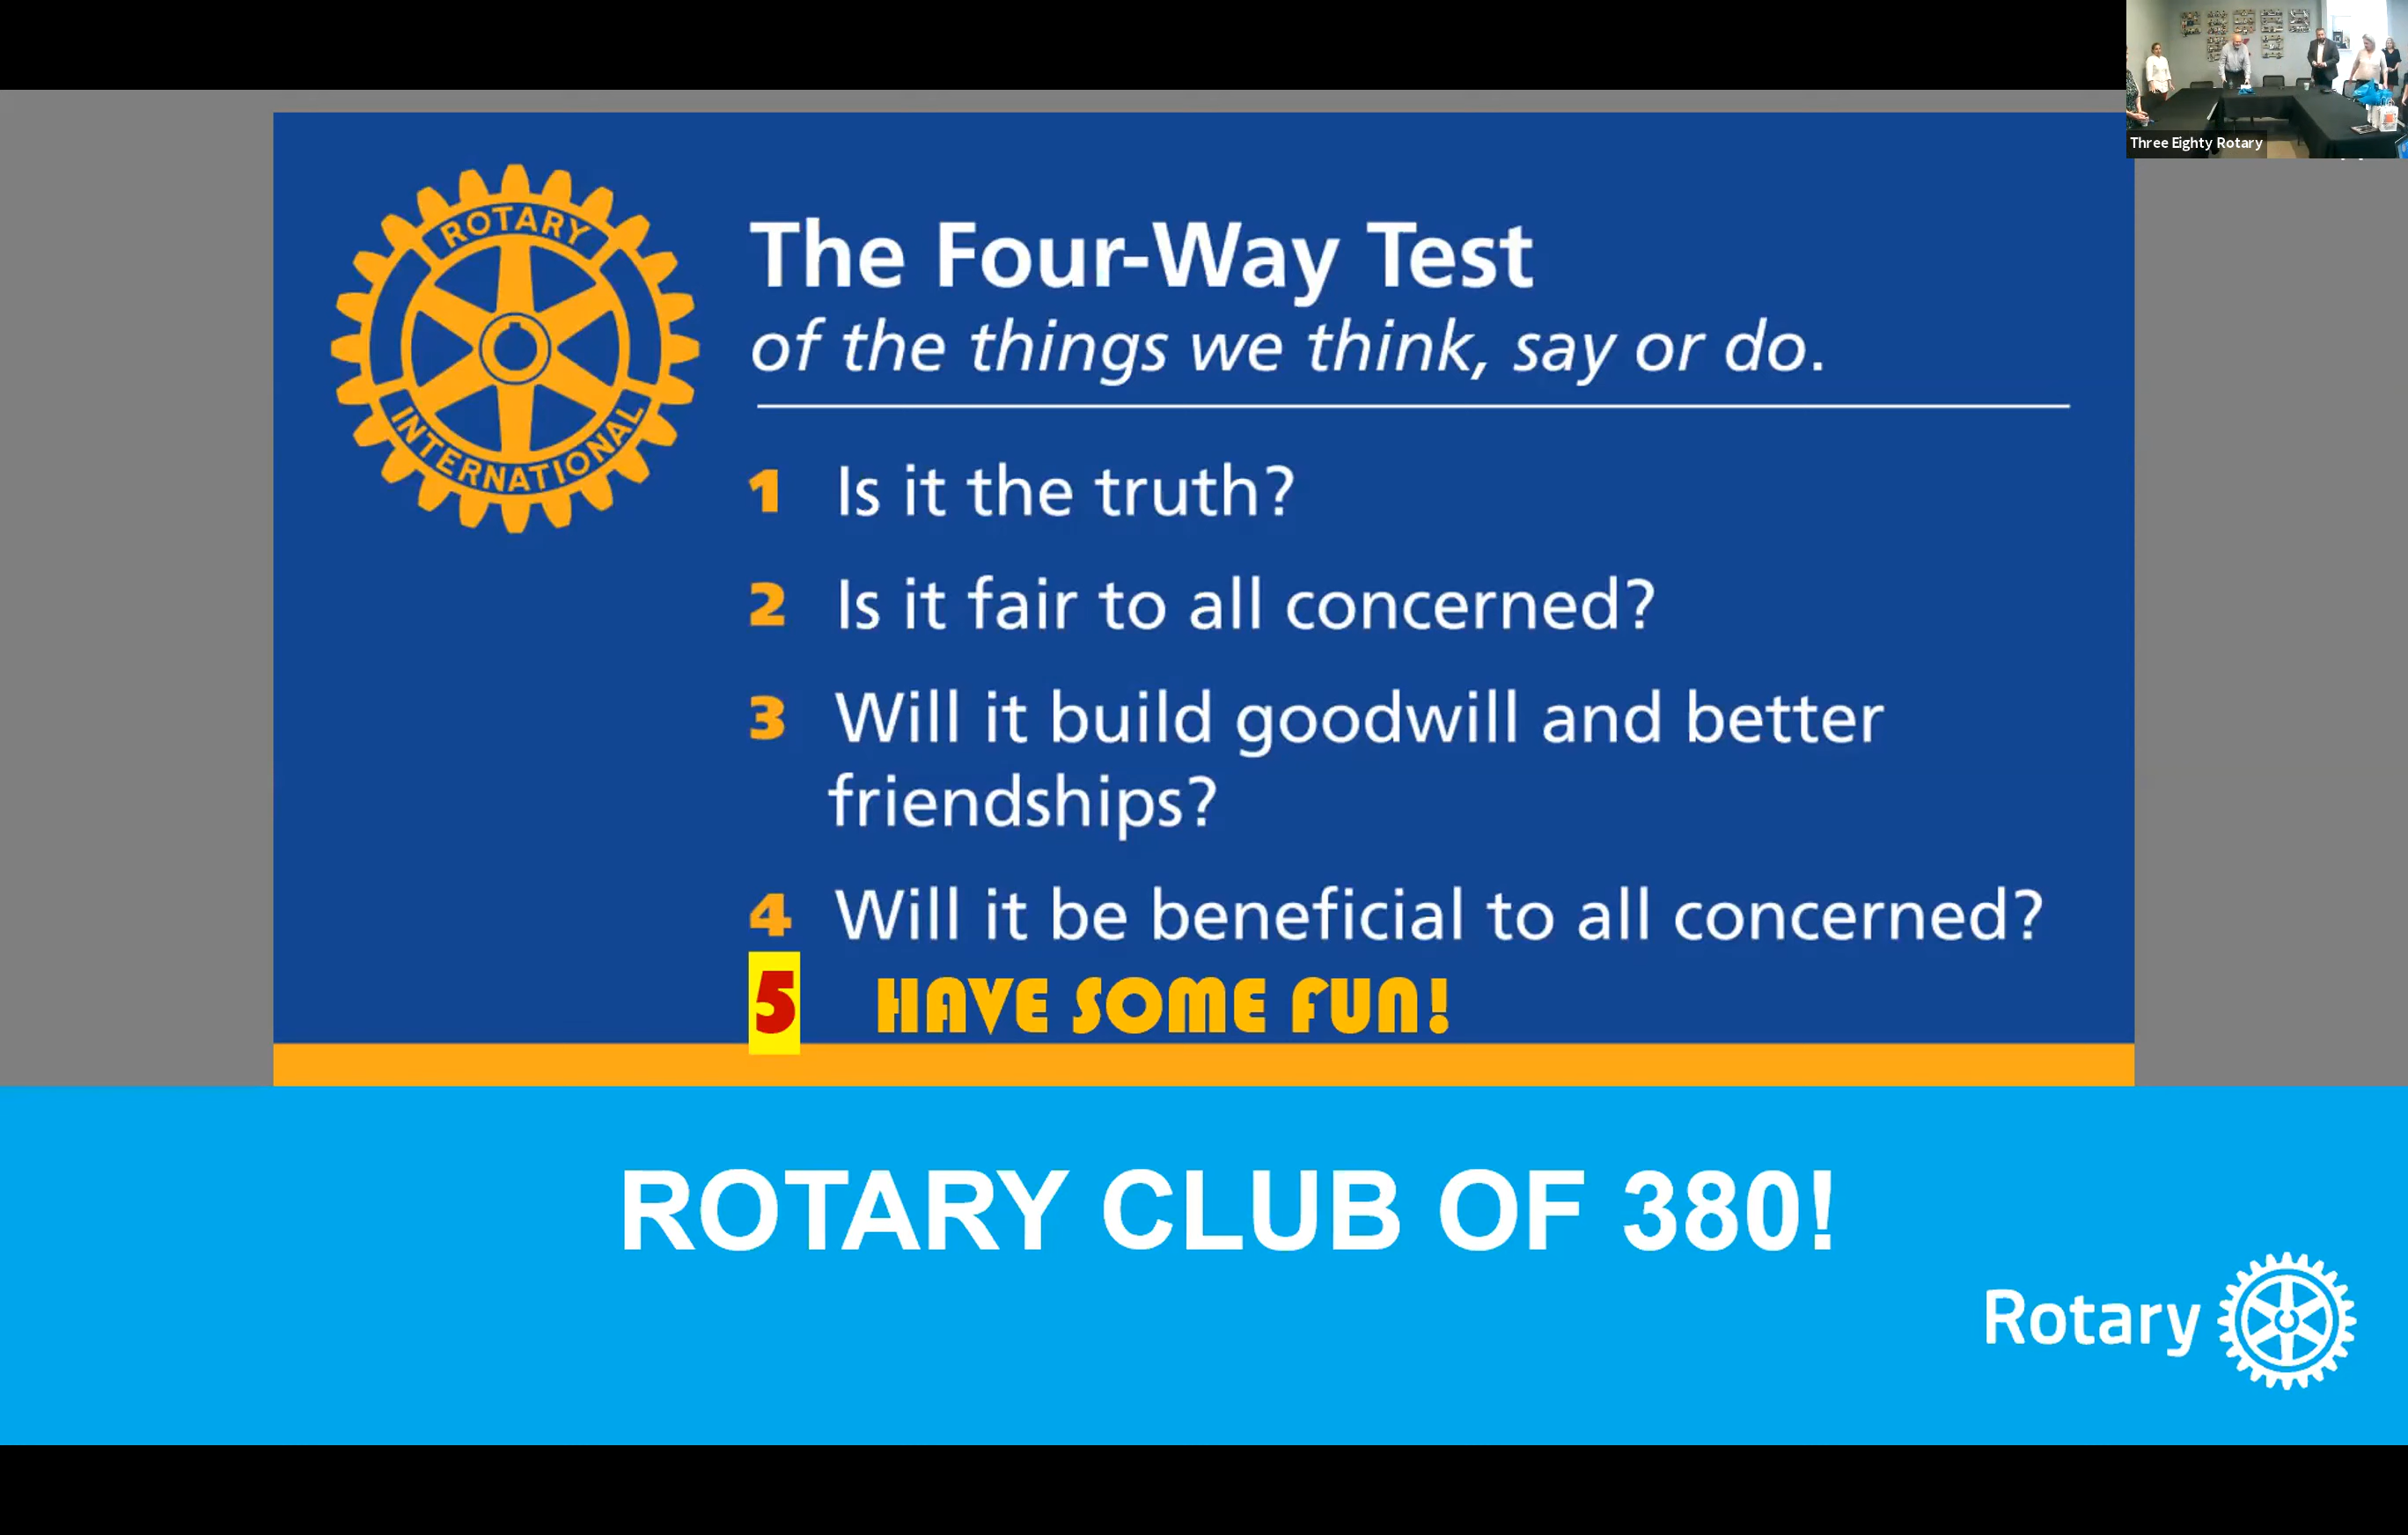 Three Eighty Rotary
ROTARY
INTERNATIONAL
The Four-Way Test
of the things we think, say or do.
1 Is it the truth?
2 Is it fair to all concerned?
3 Will it build goodwill and better
friendships?
4 Will it be beneficial to all concerned?
5 HAVE SOME FUN!
ROTARY CLUB OF 380!
Rotary